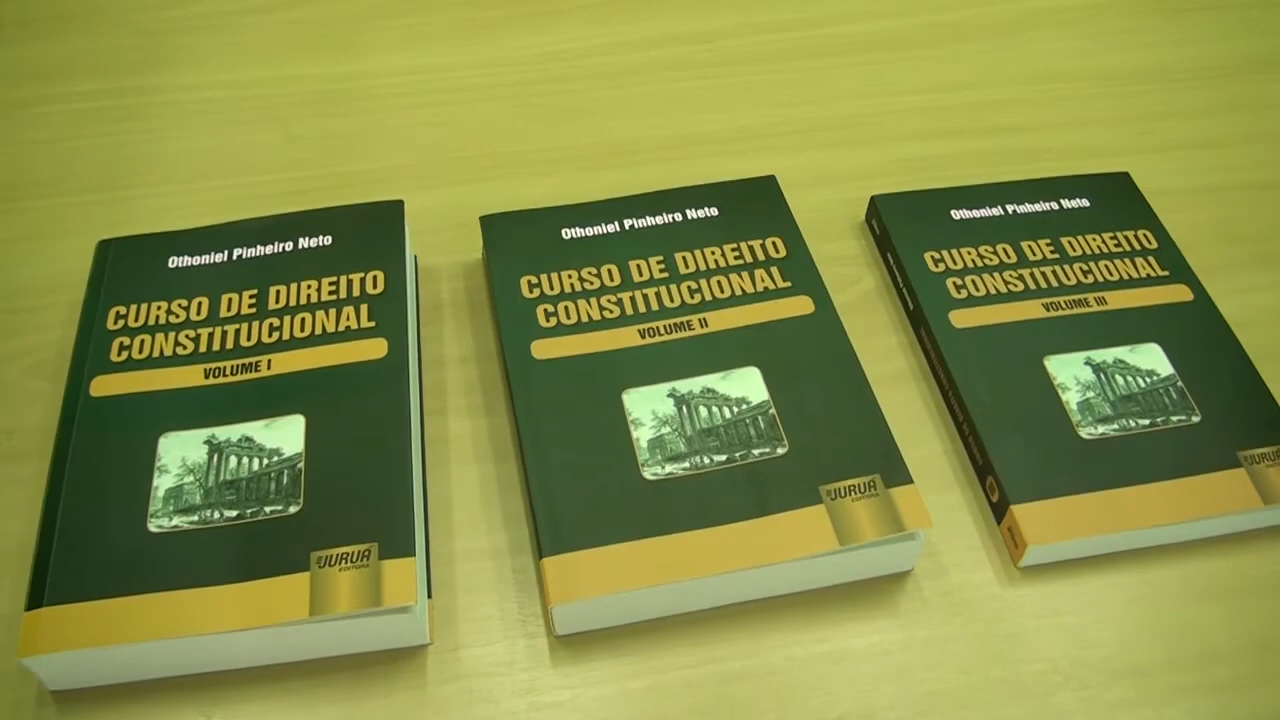 Othoniel Pinheiro Neto
CURSO DE DIREITO
CONSTITUCIONAL
VOLUME I
JURUÁ
EDITORA
Othoniel Pinheiro Neto
CURSO DE DIREITO
CONSTITUCIONAL
VOLUME II
JURUÁ
EDITORA
Othoniel Pinheiro Neto
CURSO DE DIREITO
CONSTITUCIONAL
VOLUME III